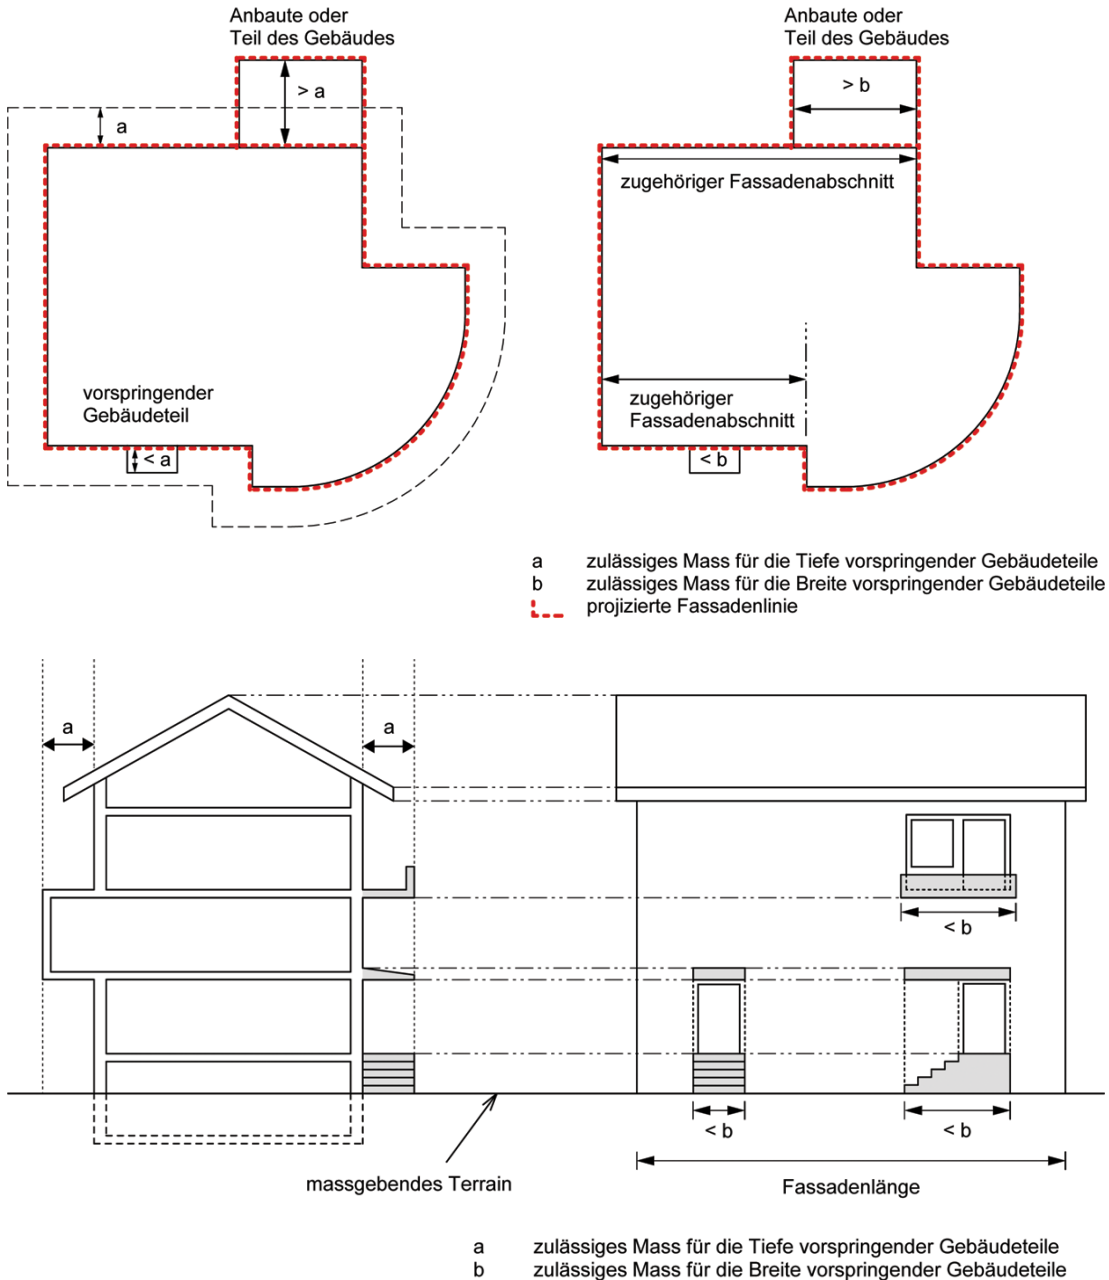 Anbaute oder
Teil des Gebäudes
> a
a
vorspringender
Gebäudeteil
< a
Anbaute oder
Teil des Gebäudes
> b
zugehöriger Fassadenabschnitt
zugehöriger
Fassadenabschnitt
< b
a zulässiges Mass für die Tiefe vorspringender Gebäudeteile
b zulässiges Mass für die Breite vorspringender Gebäudeteile
projizierte Fassadenlinie
a
a
< b
< b
< b
massgebendes Terrain
Fassadenlänge
a zulässiges Mass für die Tiefe vorspringender Gebäudeteile
b zulässiges Mass für die Breite vorspringender Gebäudeteile